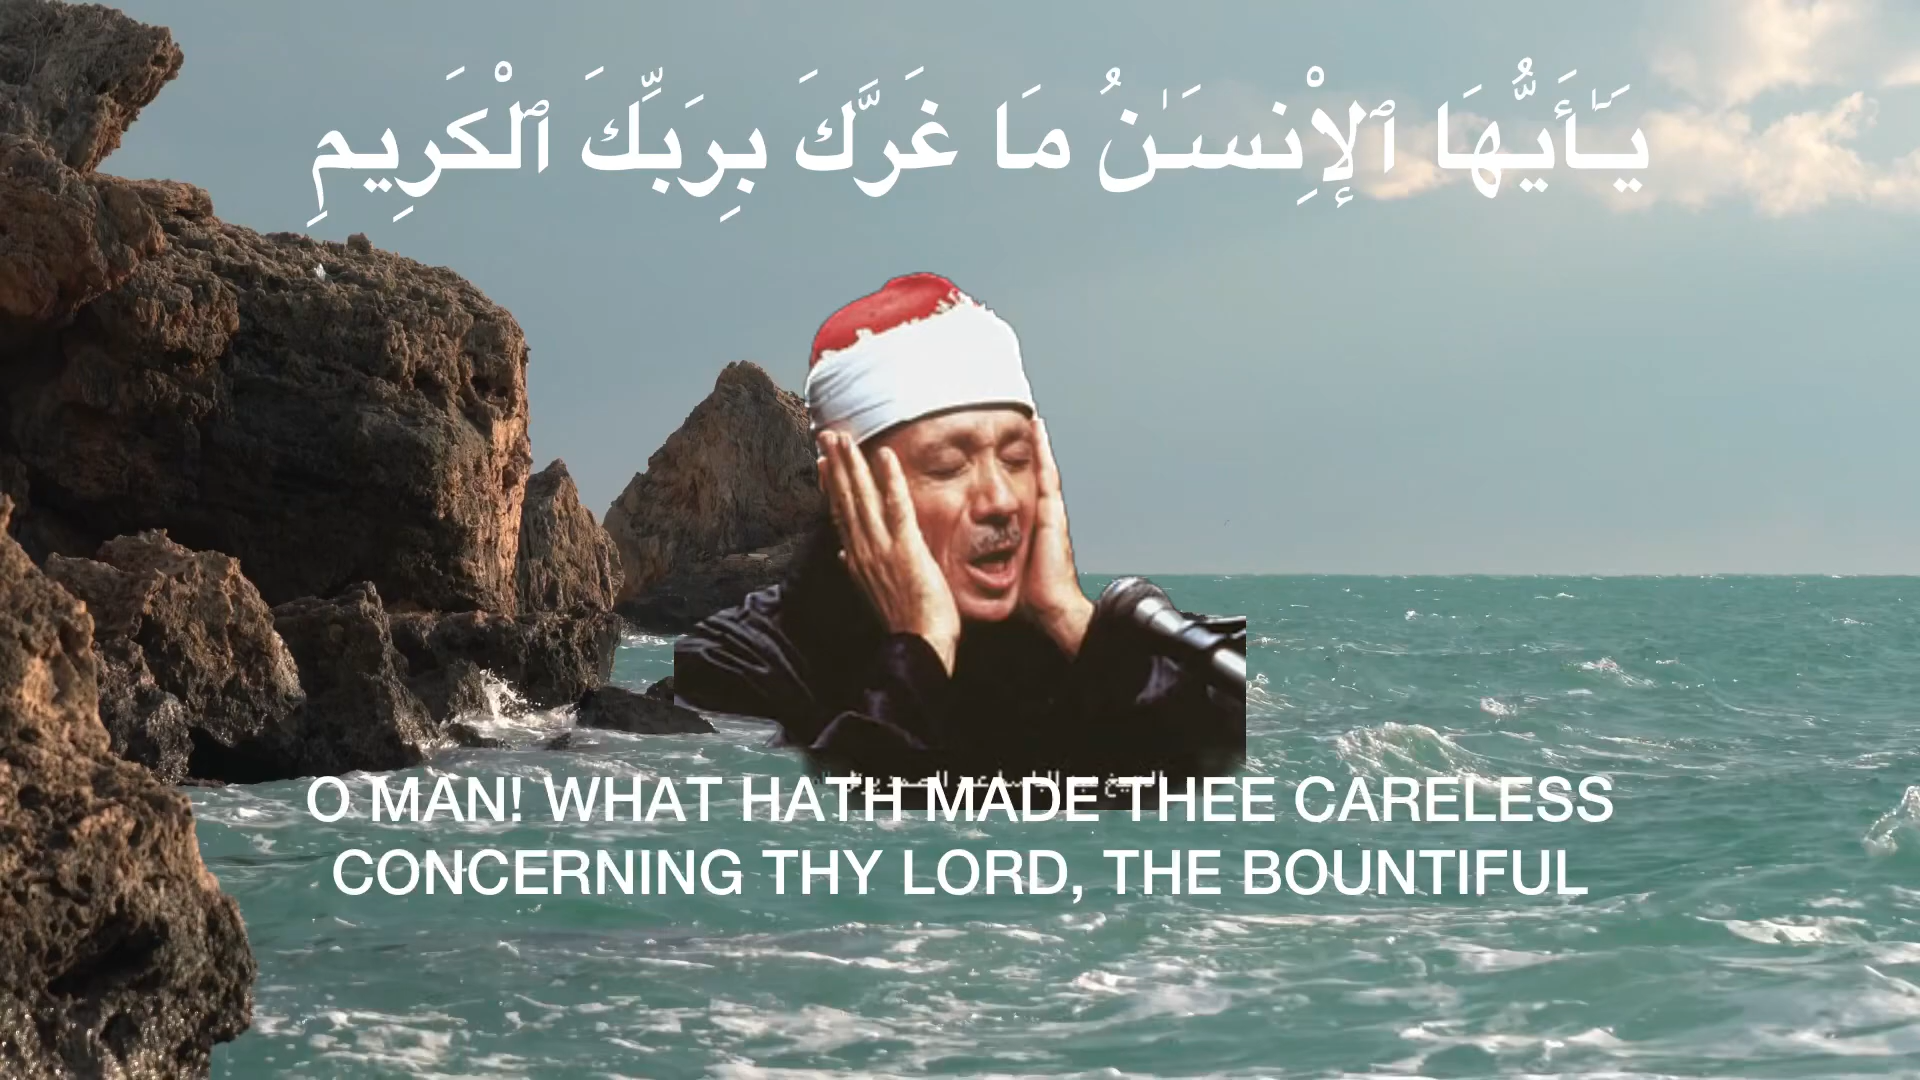 يَـٰٓأَيُّهَا ٱلْإِنسَـٰنُ مَا غَرَّكَ بِرَبِّكَ ٱلْكَرِيمِ
O MAN! WHAT HATH MADE THEE CARELESS
CONCERNING THY LORD, THE BOUNTIFUL